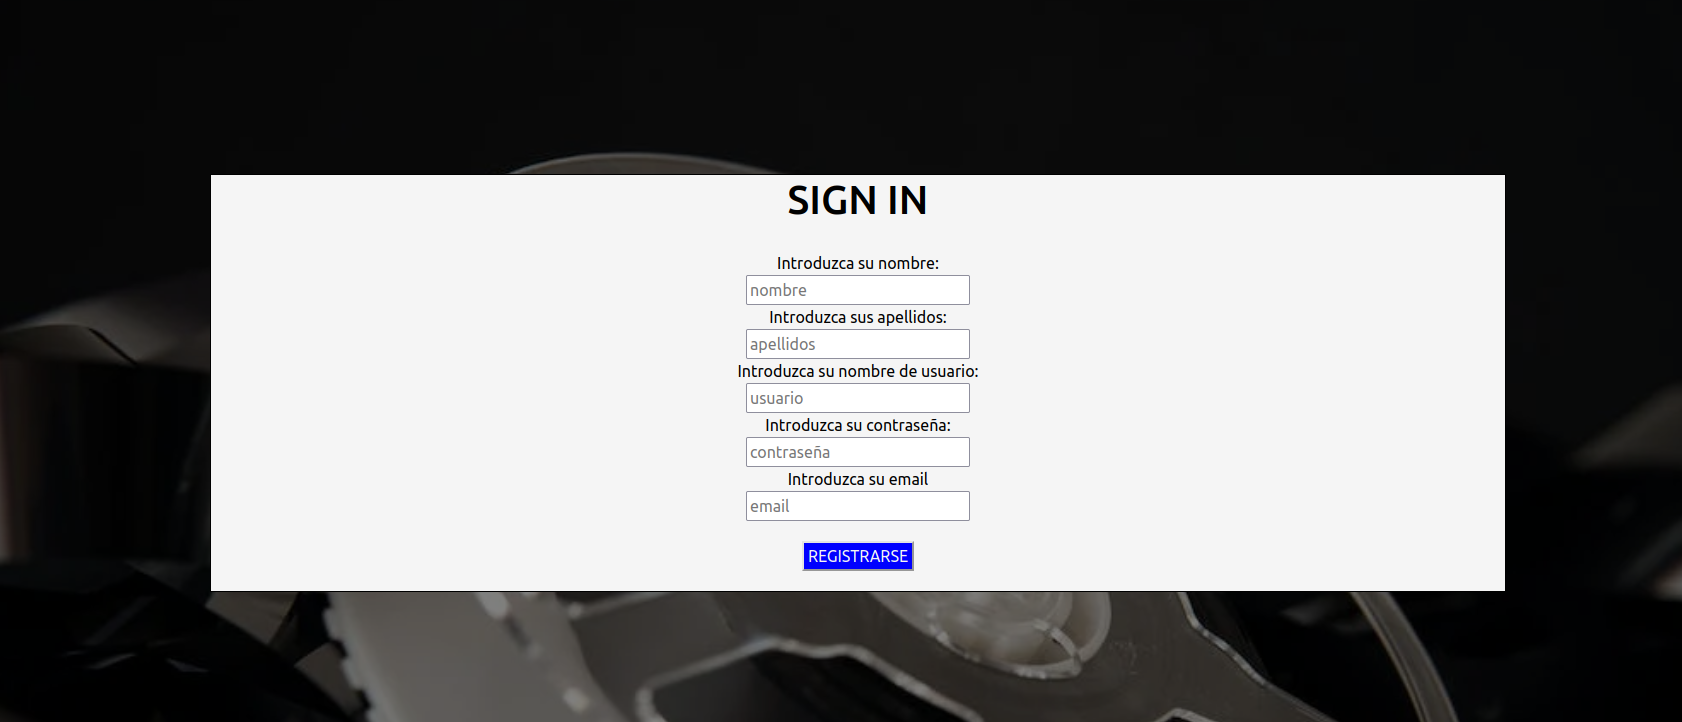 SIGN IN
Introduzca su nombre:
nombre
Introduzca sus apellidos:
apellidos
Introduzca su nombre de usuario:
usuario
Introduzca su contraseña:
contraseña
Introduzca su email
email
REGISTRARSE